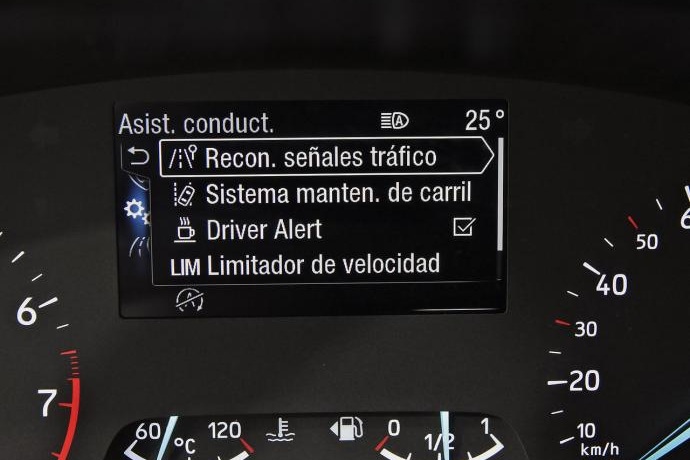 Asist. conduct. A 25°
Recon. señales tráfico
Sistema manten. de carril
Driver Alert
LIM Limitador de velocidad
A
6
7
60 °C 120
0 1/2 1
6
50
40
30
20
10
km/h